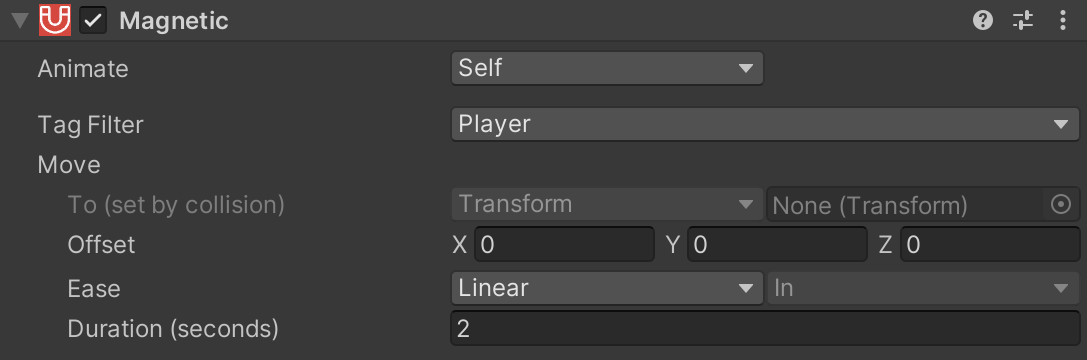 Magnetic
Animate Self
Tag Filter Player
Move
To (set by collision) Transform None (Transform)
Offset X 0 Y 0 Z 0
Ease Linear In
Duration (seconds) 2